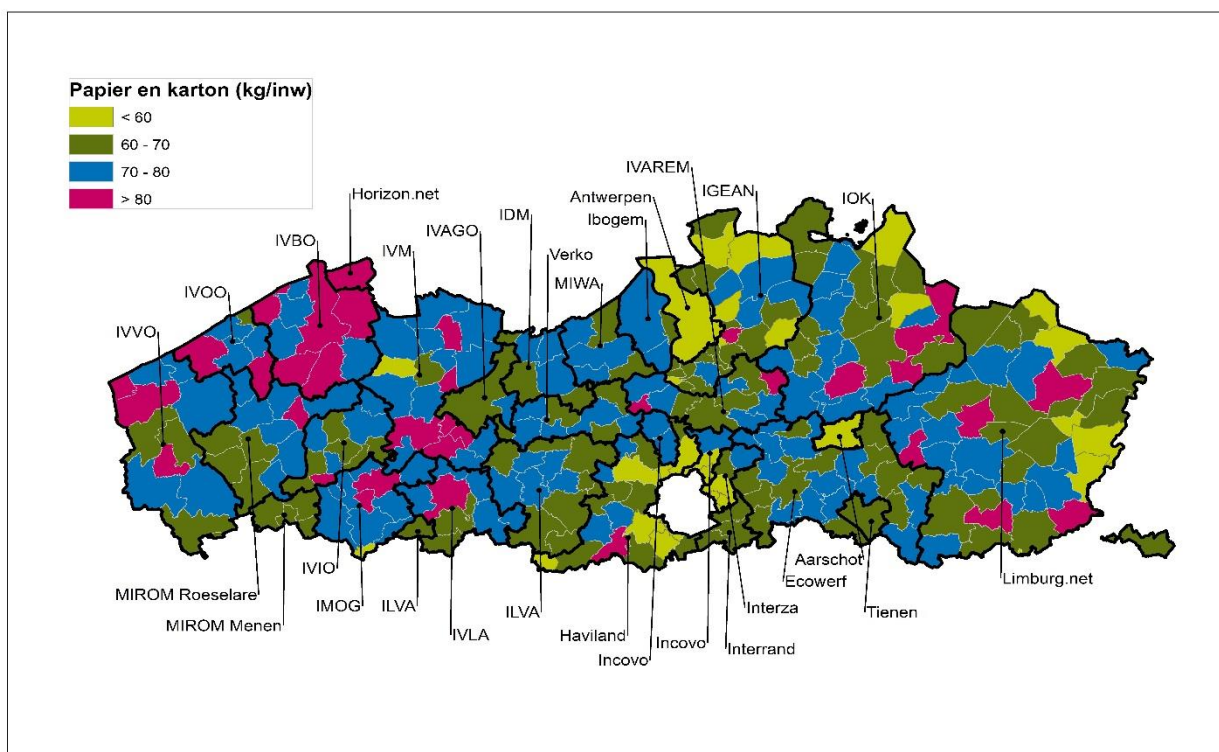 Papier en karton (kg/inw)
< 60
60 - 70
70 - 80
> 80
IVAREM
Horizon.net
Antwerpen
IGEAN
IOK
Ibogem
IDM
IVAGO
IVBO
IVM
Verko
MIWA
IVOO
IVVO
Aarschot
MIROM Roeselare
IVIO
Ecowerf
Limburg.net
IMOG
ILVA
ILVA
Interza
Tienen
MIROM Menen
IVLA
Haviland
Incovo
Interrand
Incovo